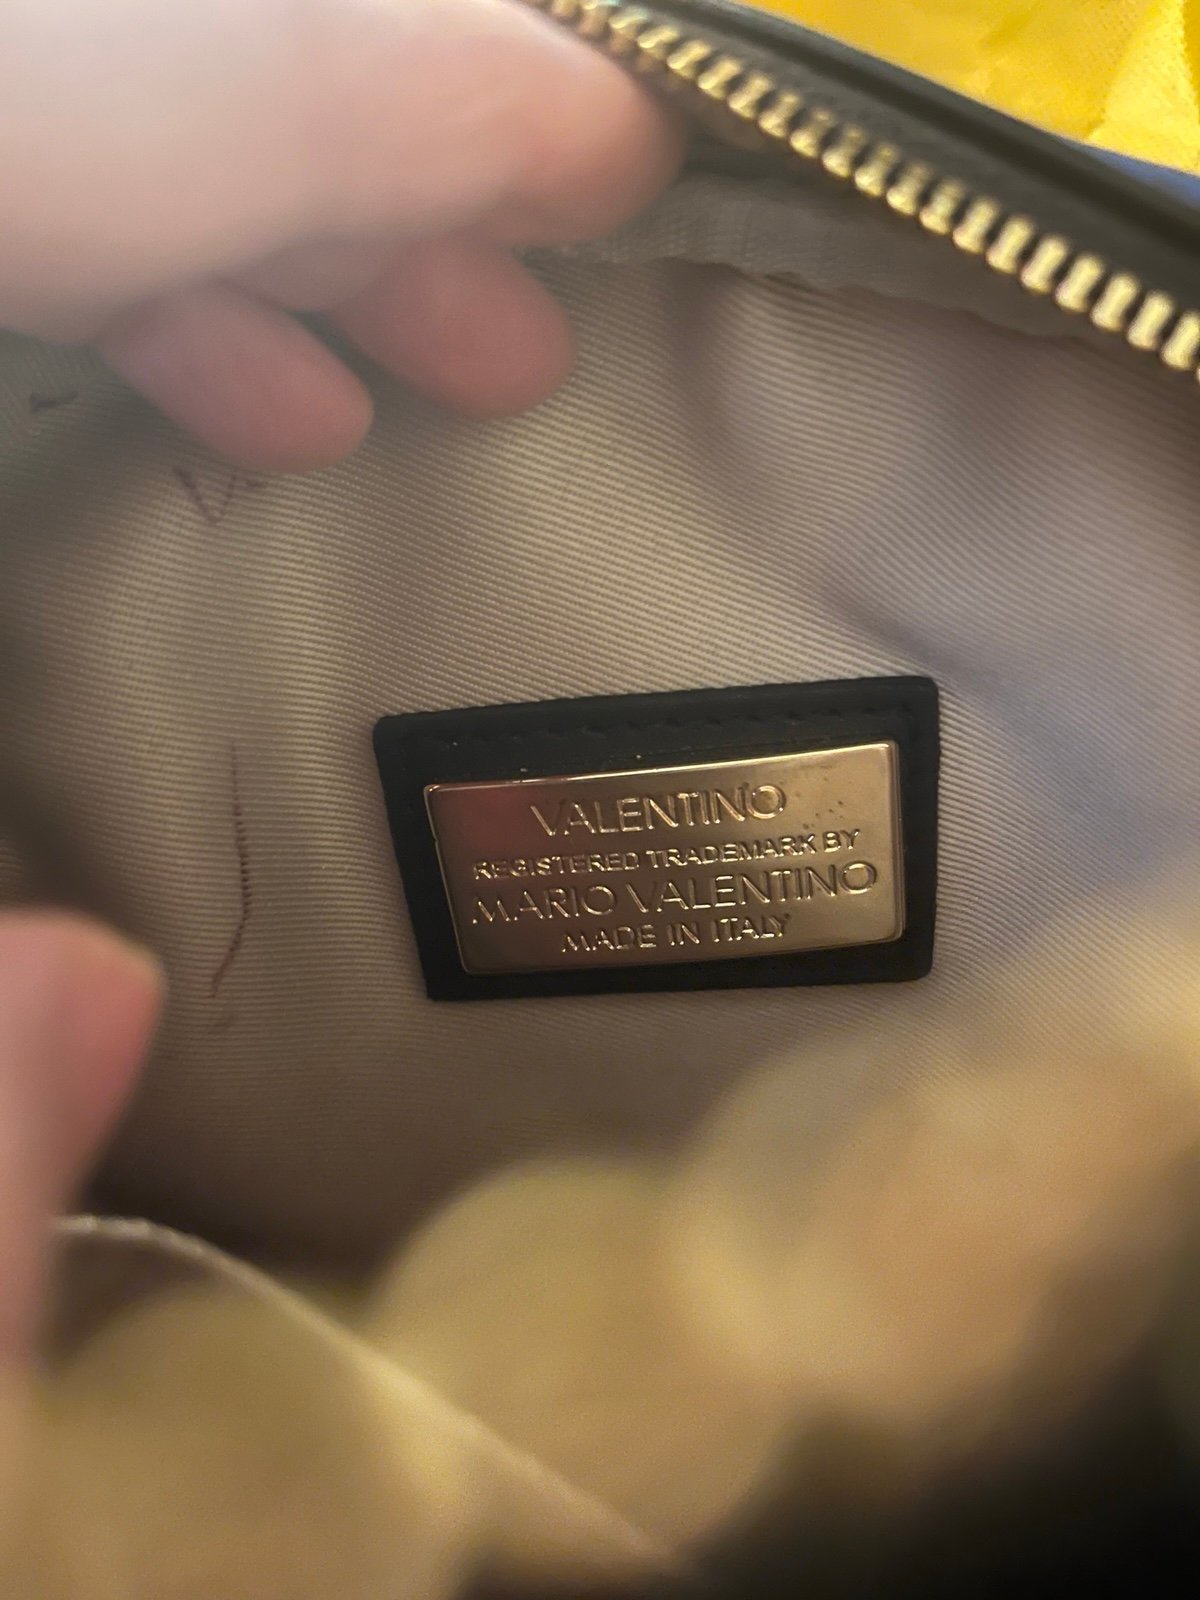 VALENTINO
REGISTERED TRADEMARK BY
MARIO VALENTINO
MADE IN ITALY